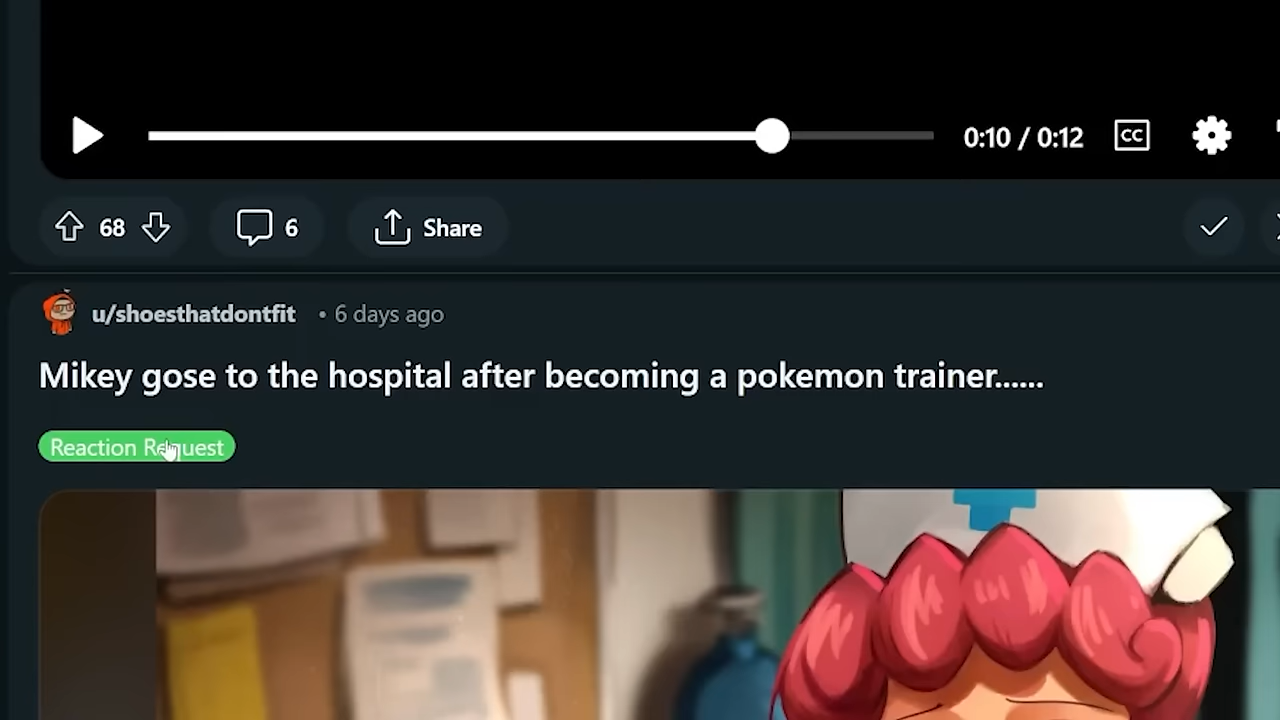 0:10 / 0:12
CC
68
6
Share
u/shoesthatdontfit • 6 days ago
Mikey gose to the hospital after becoming a pokemon trainer......
Reaction Request